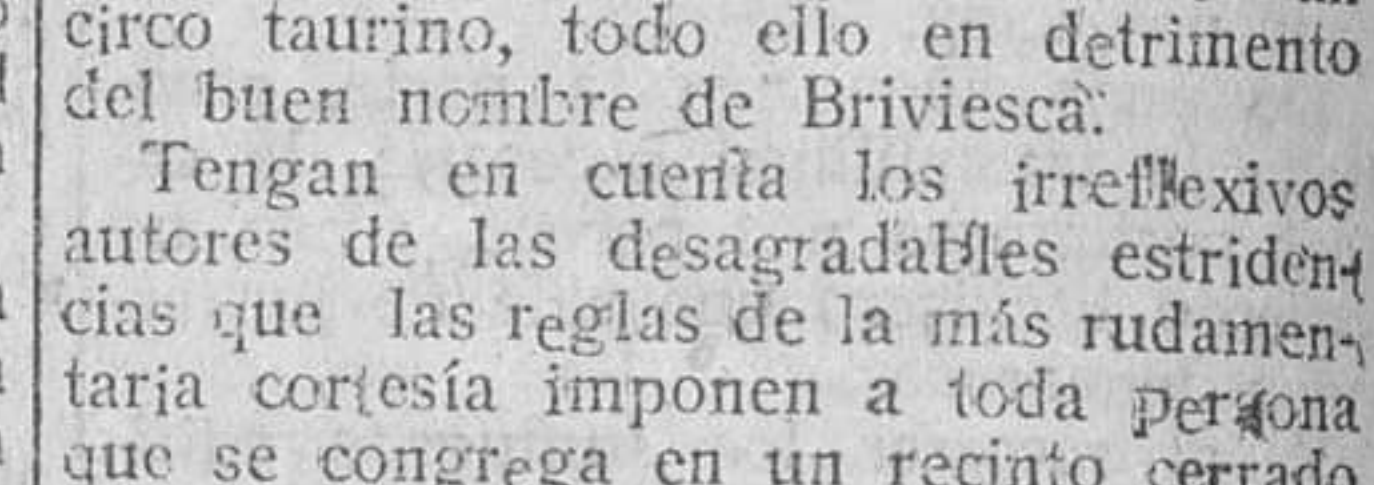 circo taurino, todo ello en detrimento
del buen nombre de Briviesca.
Tengan en cuenta los irreflexivos
autores de las desagradables estriden-
cias que las reglas de la más rudamen-
taria cortesía imponen a toda persona
que se congrega en un recinto cerrado